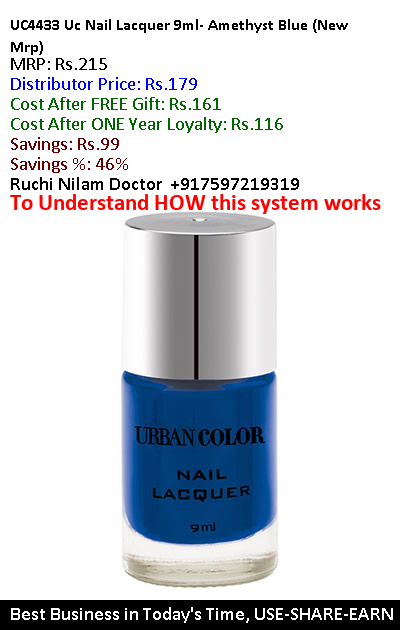 UC4433 Uc Nail Lacquer 9ml- Amethyst Blue (New
Mrp)
MRP: Rs.215
Distributor Price: Rs.179
Cost After FREE Gift: Rs.161
Cost After ONE Year Loyalty: Rs.116
Savings: Rs.99
Savings %: 46%
Ruchi Nilam Doctor +917597219319
To Understand HOW this system works
URBAN COLOR
NAIL
LACQUER
9ml
Best Business in Today's Time, USE-SHARE-EARN